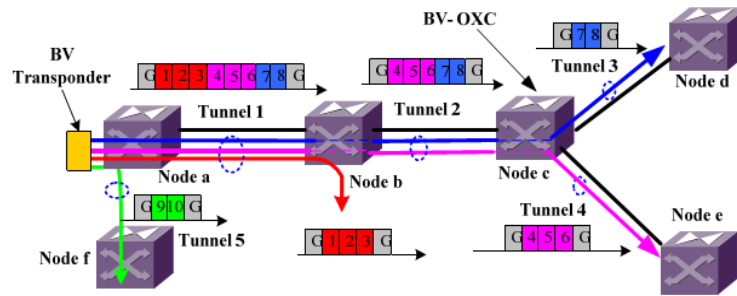 BV- OXC
BV
Transponder
G 1 2 3 4 5 6 7 8 G
G 4 5 6 7 8 G
G 7 8 G
Tunnel 3
Node d
Tunnel 1
Tunnel 2
Node a
Node b
Node c
G 9 10 G
Tunnel 5
Node f
G 1 2 3 G
Tunnel 4
G 4 5 6 G
Node e